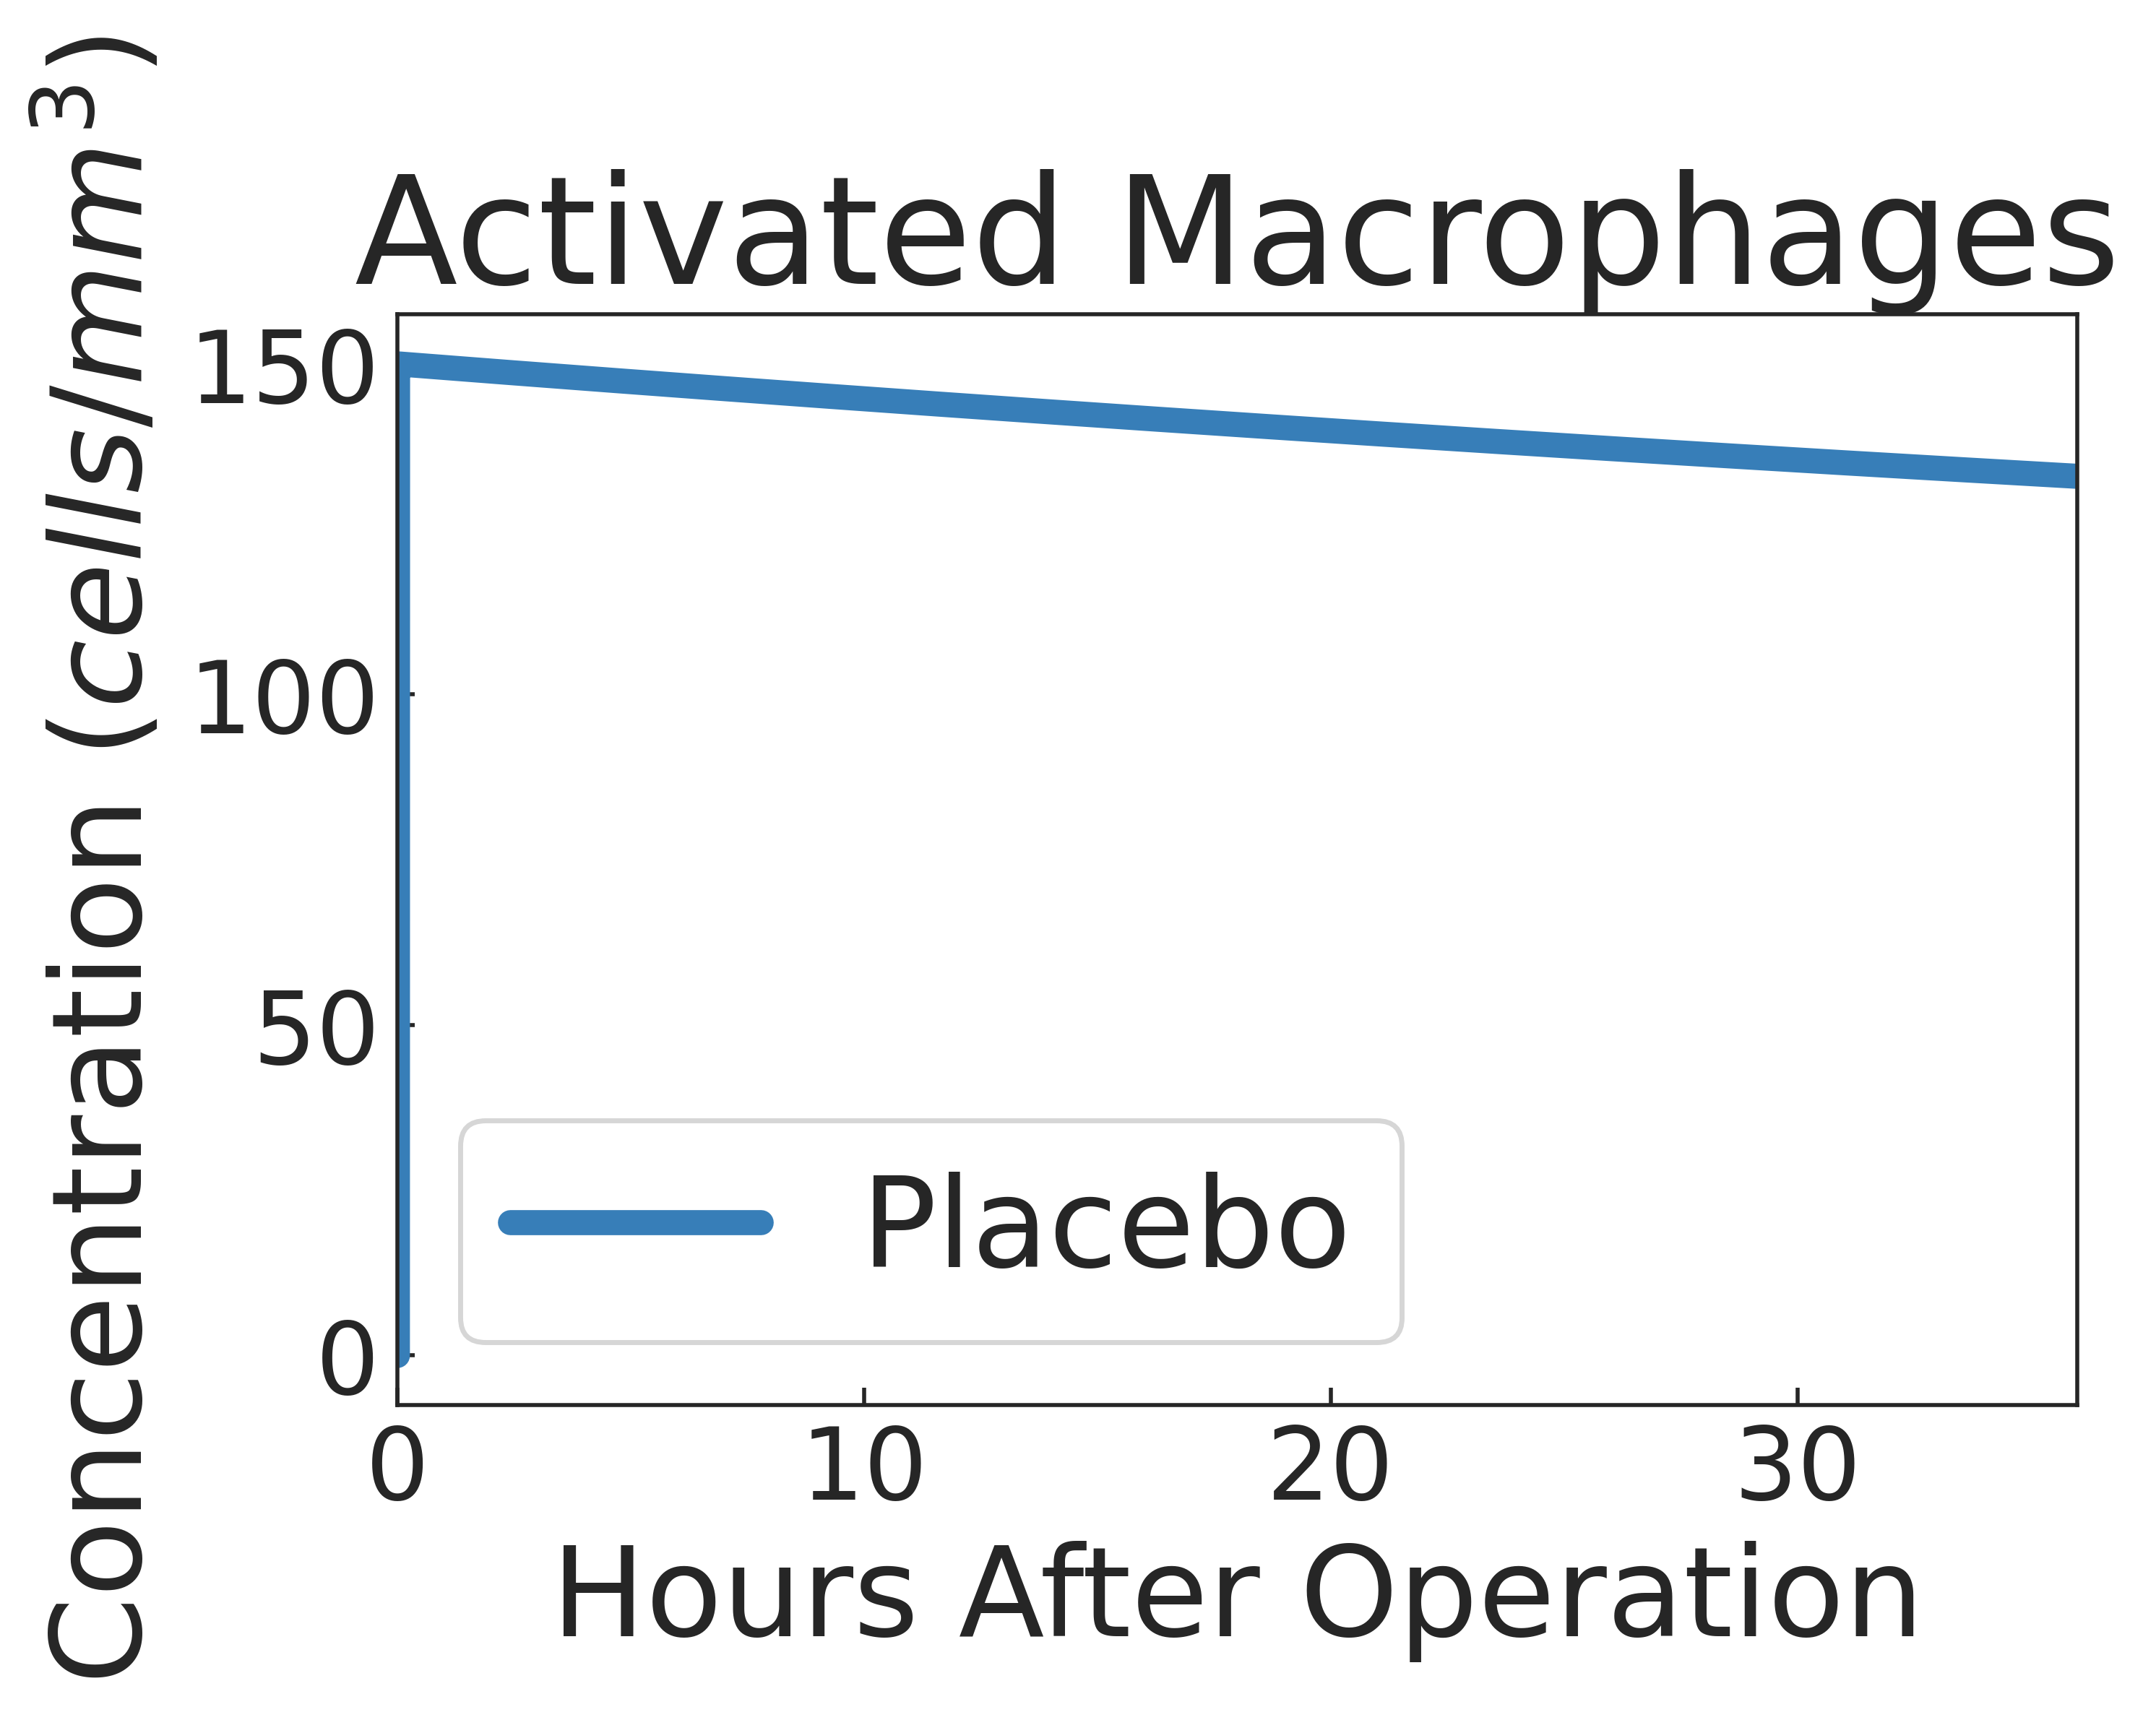 Activated Macrophages
Concentration (cells/mm³)
150
100
50
0
Placebo
0 10 20 30
Hours After Operation